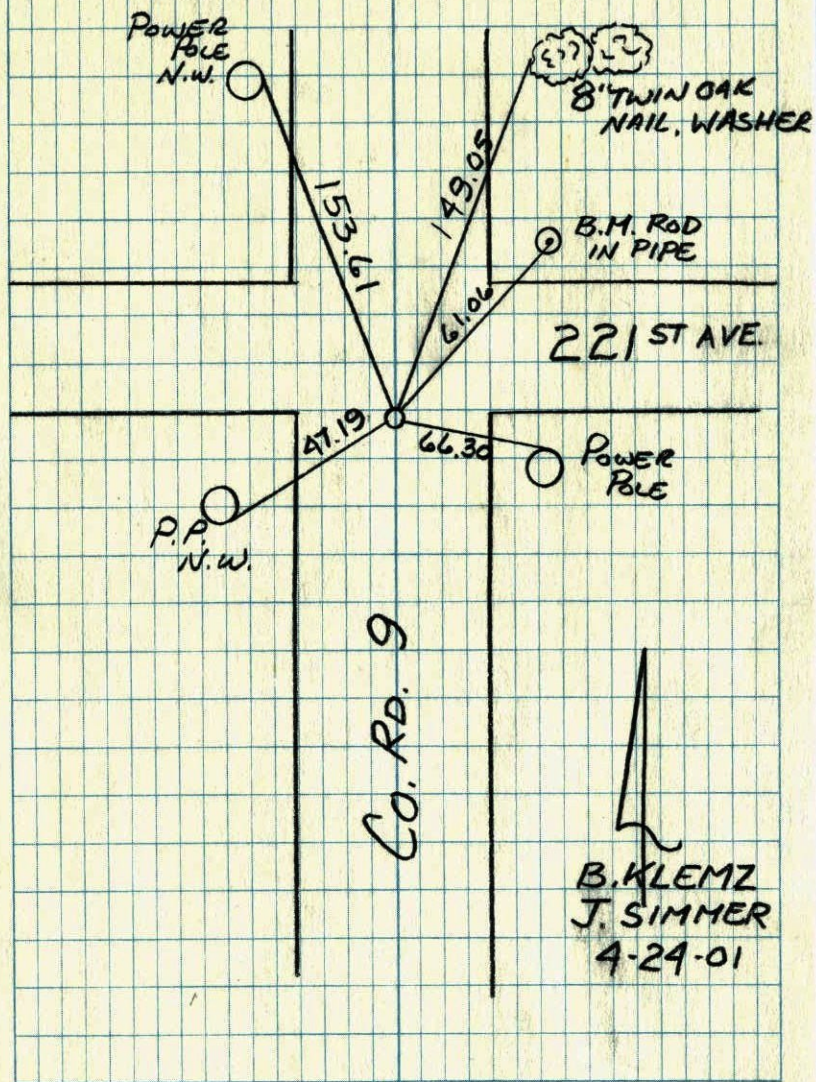 POWER
POLE
N.W.
8" TWIN OAK
NAIL, WASHER
153.61
149.05
B.M. ROD
IN PIPE
61.06
221 ST AVE.
47.19
66.30
POWER
POLE
P.P.
N.W.
CO. RD. 9
B. KLEMZ
J. SIMMER
4-24-01